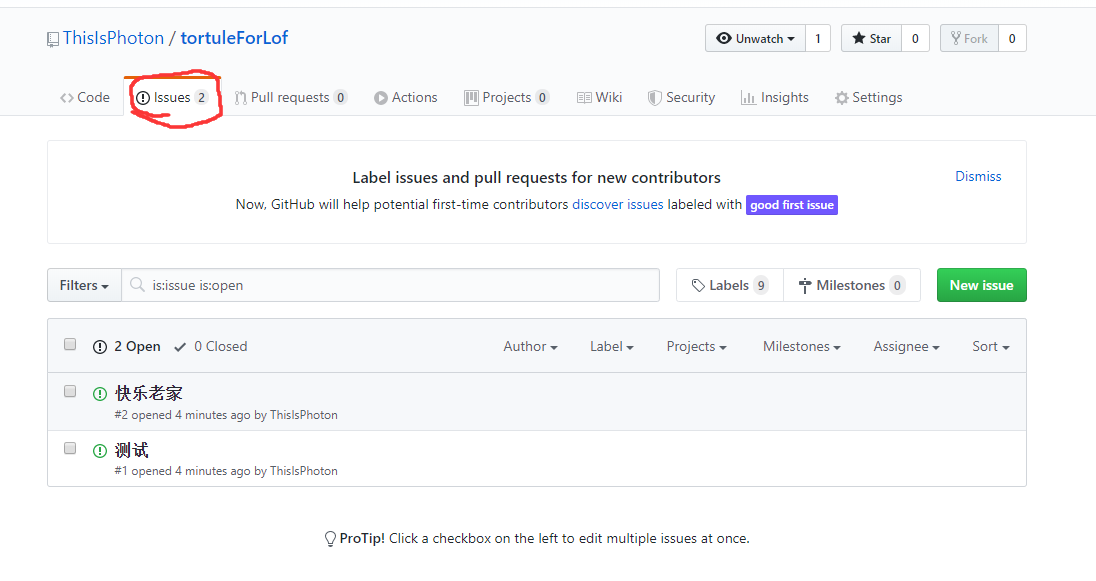 ThisIsPhoton / tortuleForLof
Unwatch 1 Star 0 Fork 0
Code Issues 2 Pull requests 0 Actions Projects 0 Wiki Security Insights Settings
Label issues and pull requests for new contributors
Dismiss
Now, GitHub will help potential first-time contributors discover issues labeled with good first issue
Filters is:issue is:open Labels 9 Milestones 0 New issue
2 Open 0 Closed Author Label Projects Milestones Assignee Sort
快乐老家
#2 opened 4 minutes ago by ThisIsPhoton
测试
#1 opened 4 minutes ago by ThisIsPhoton
ProTip! Click a checkbox on the left to edit multiple issues at once.